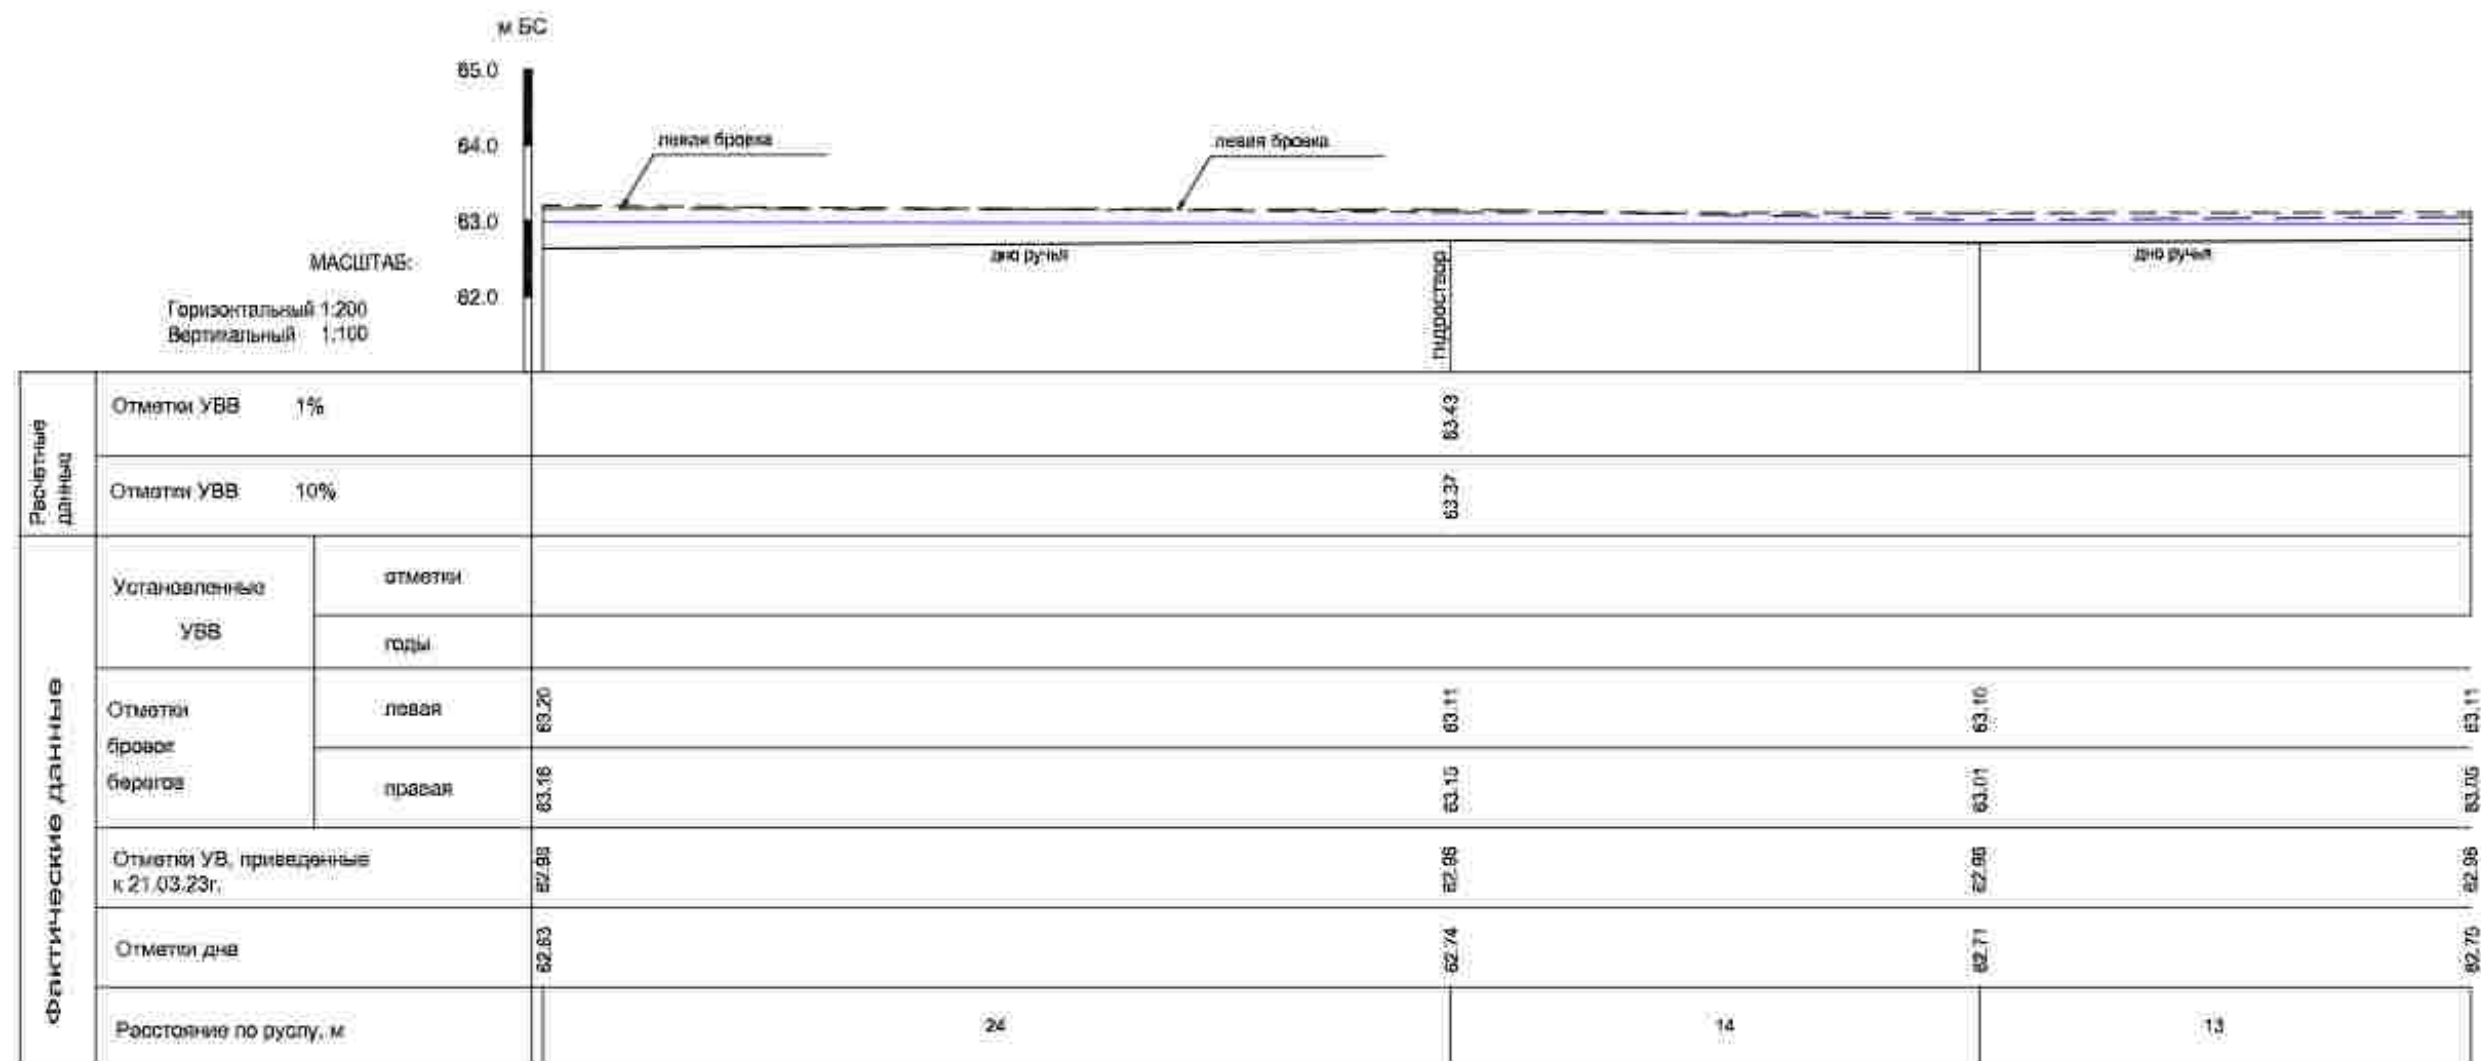 м БС
65.0
64.0
63.0
62.0
левая бровка
левая бровка
МАСШТАБ:
Горизонтальный 1:200
Вертикальный 1:100
дно ручья
гидроствор
дно ручья
Расчетные
данные
Отметки УВВ 1%
63.43
Отметки УВВ 10%
63.37
Фактические данные
Установленные
УВВ
отметки
годы
Отметки
бровок
берегов
левая
63.20
63.11
63.10
63.11
правая
63.16
63.15
63.01
63.05
Отметки УВ, приведенные
к 21.03.23г.
62.98
62.96
62.96
62.96
Отметки дна
62.63
62.74
62.71
62.75
Расстояние по руслу, м
24
14
13